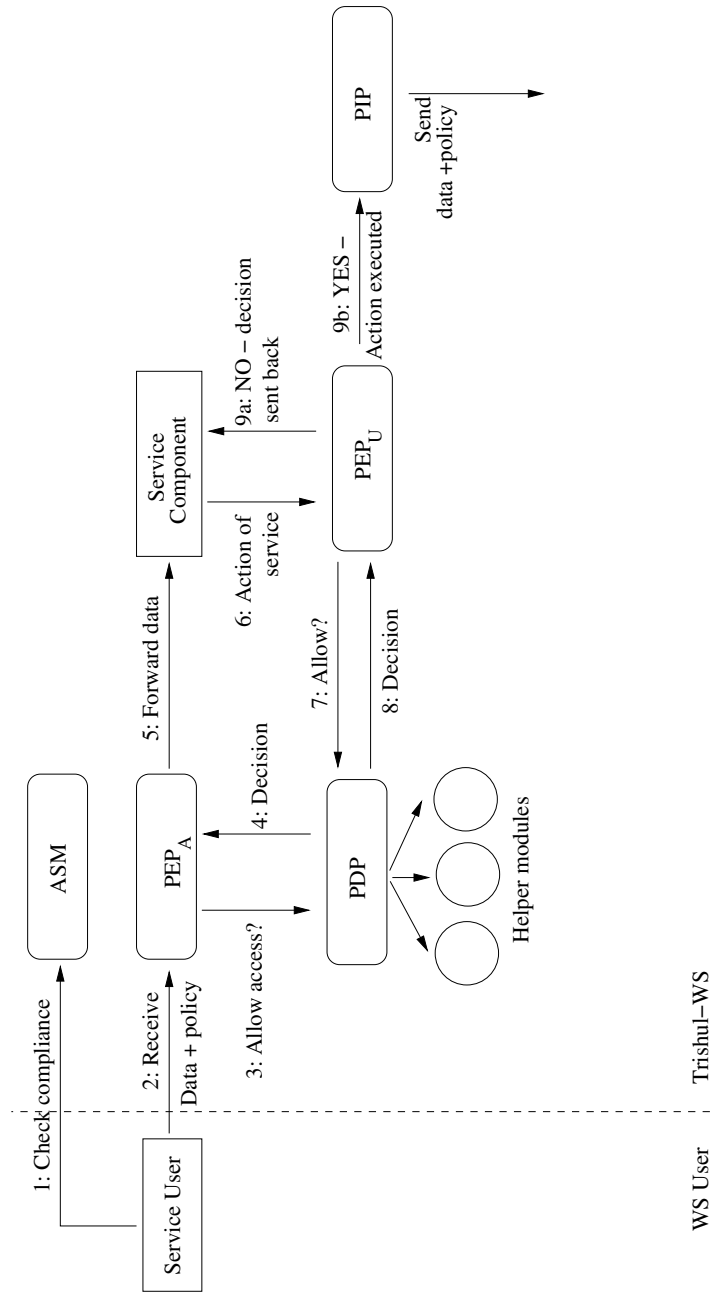 1: Check compliance
ASM
Service User
2: Receive
Data + policy
PEP_A
5: Forward data
Service
Component
3: Allow access?
4: Decision
6: Action of
service
9a: NO − decision
sent back
PDP
7: Allow?
8: Decision
PEP_U
9b: YES −
Action executed
PIP
Send
data +policy
Helper modules
WS User
Trishul−WS